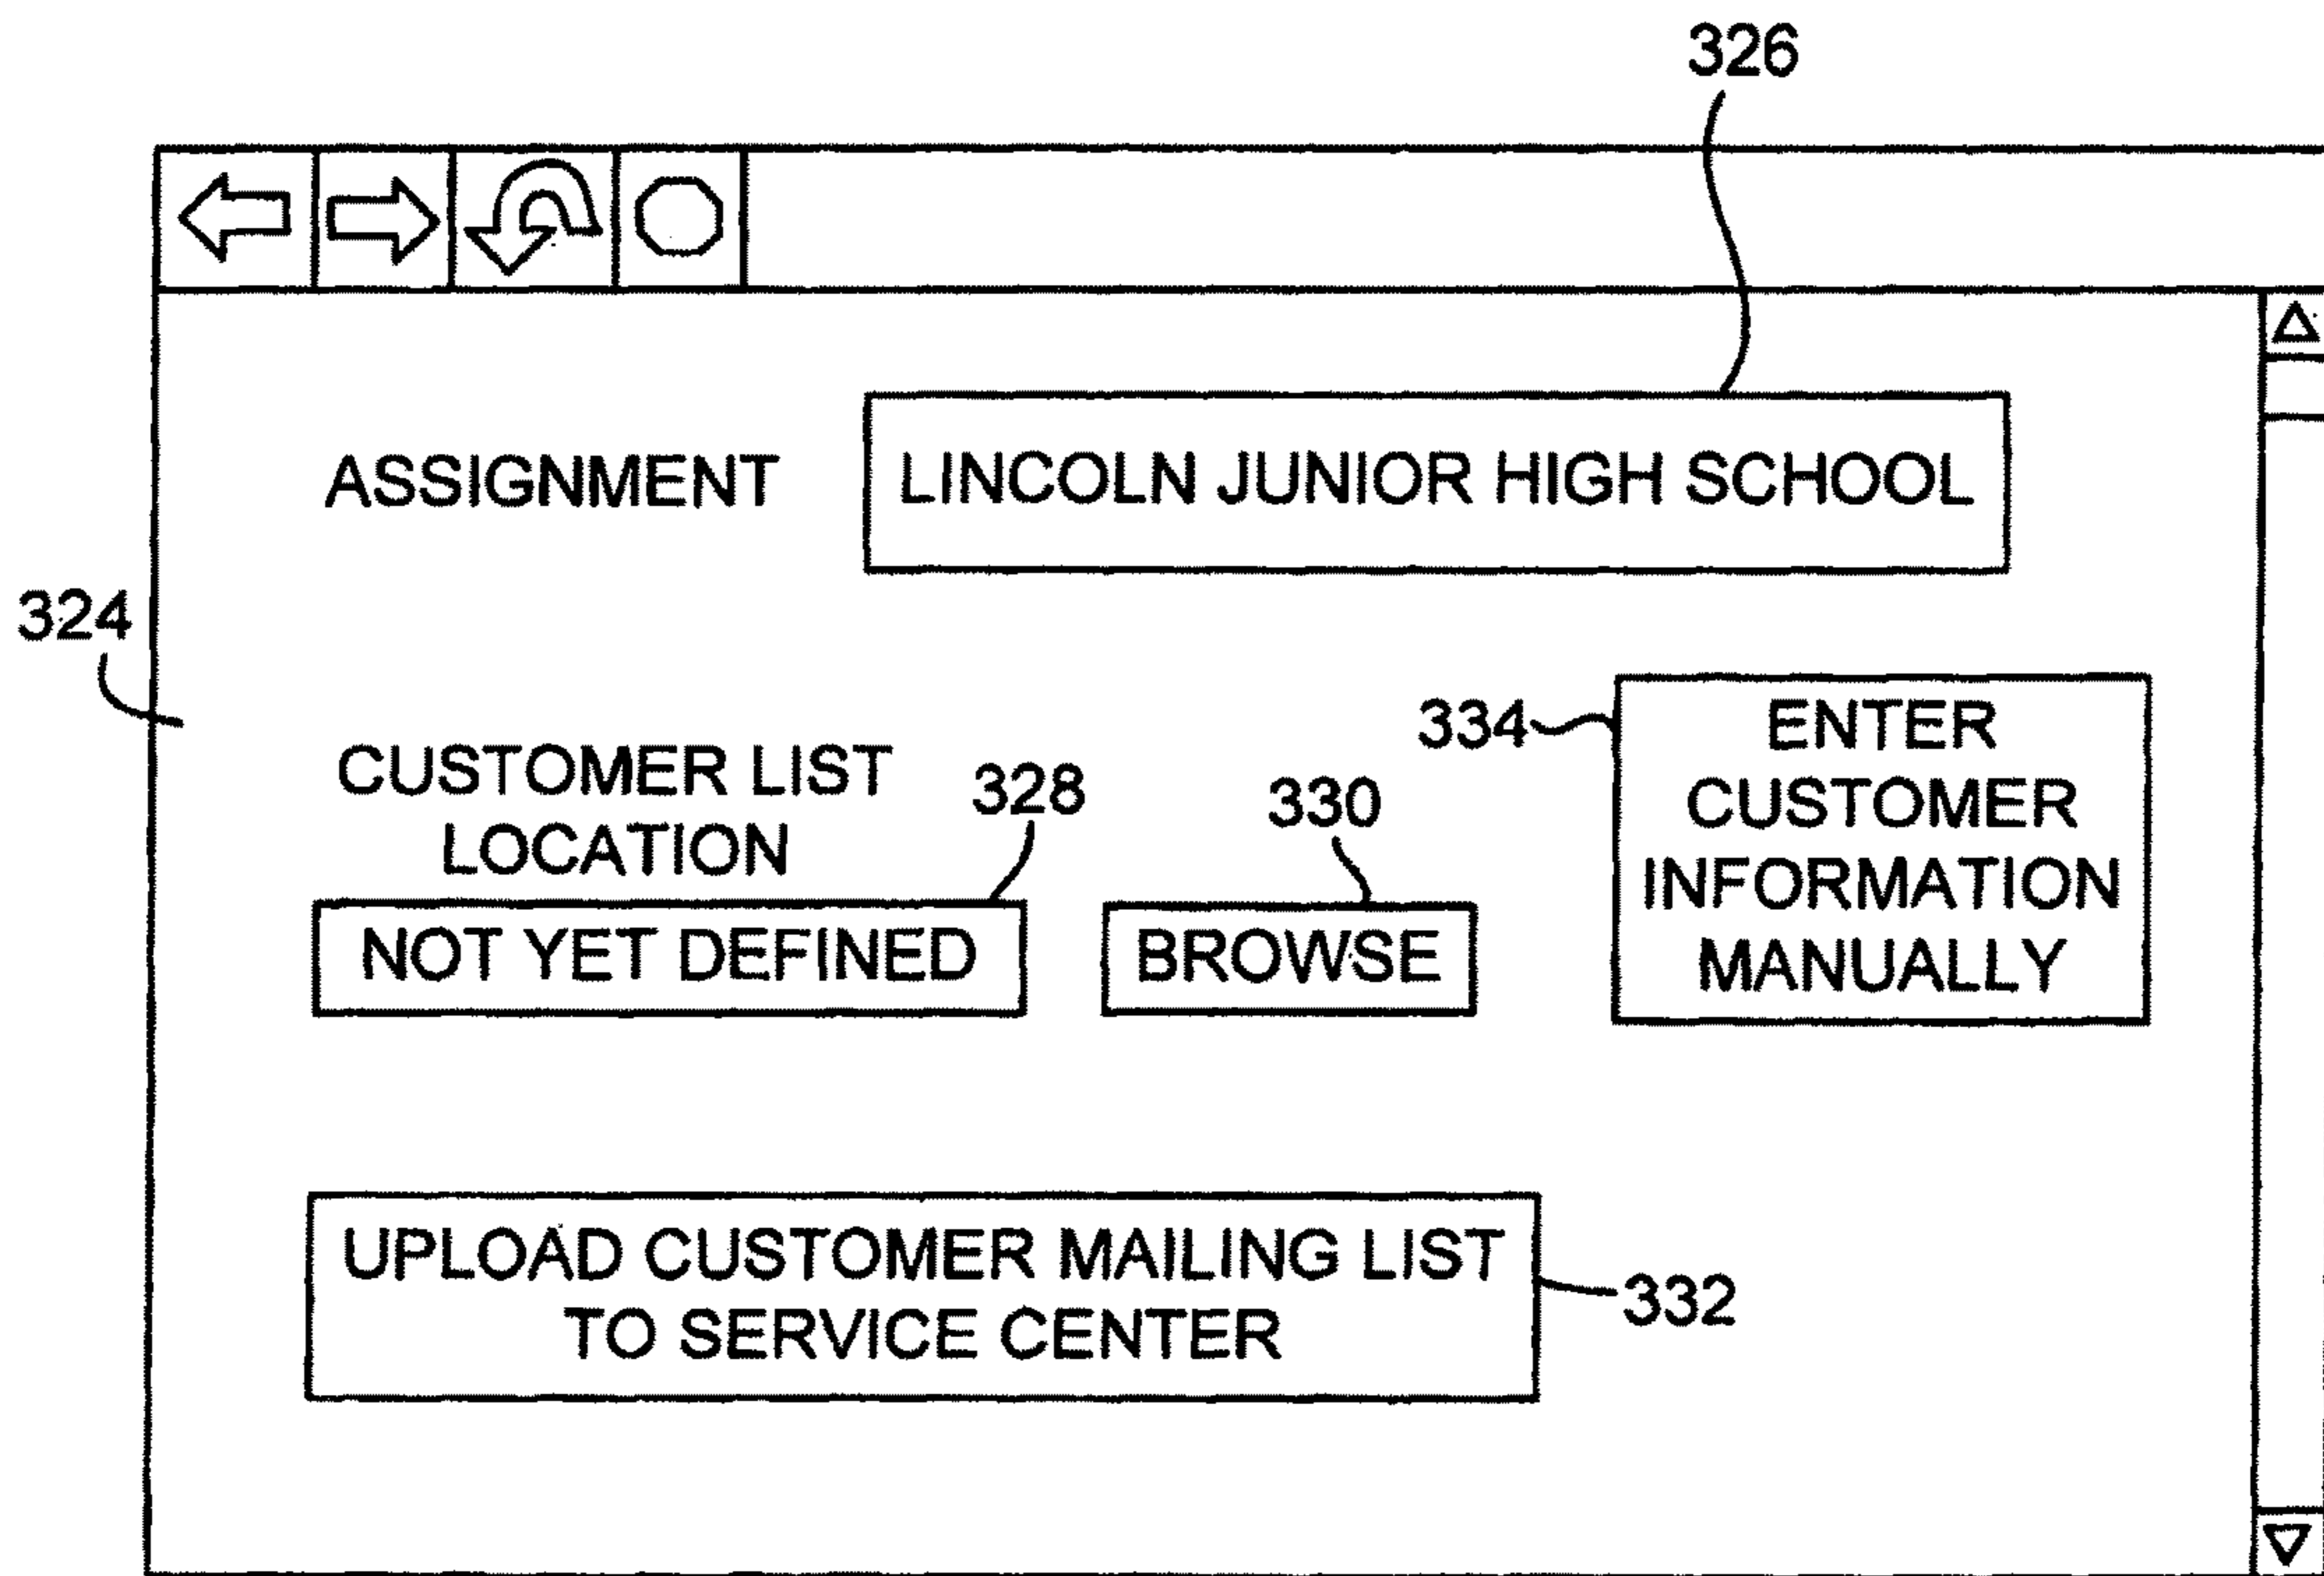 326
ASSIGNMENT
LINCOLN JUNIOR HIGH SCHOOL
324
CUSTOMER LIST
LOCATION
328
NOT YET DEFINED
330
BROWSE
334
ENTER
CUSTOMER
INFORMATION
MANUALLY
UPLOAD CUSTOMER MAILING LIST
TO SERVICE CENTER
332